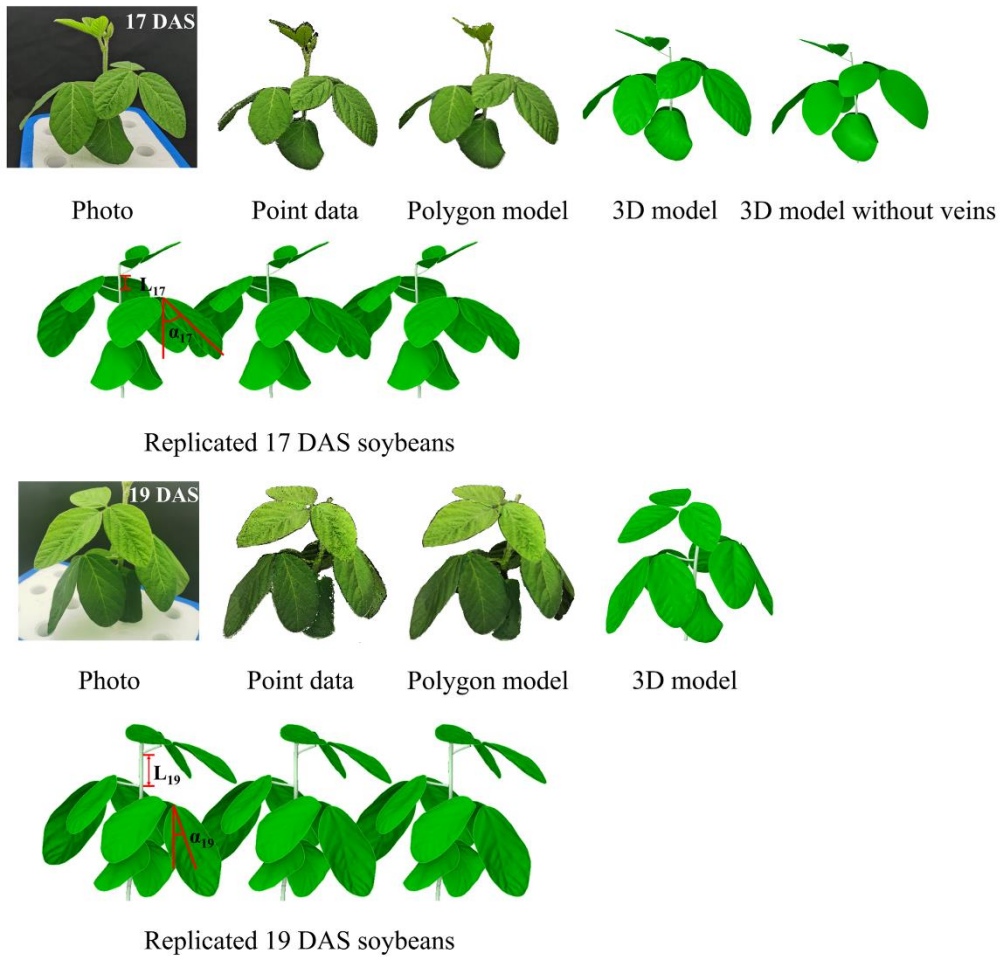 17 DAS
Photo
Point data
Polygon model
3D model
3D model without veins
L17
α17
Replicated 17 DAS soybeans
19 DAS
Photo
Point data
Polygon model
3D model
L19
α19
Replicated 19 DAS soybeans